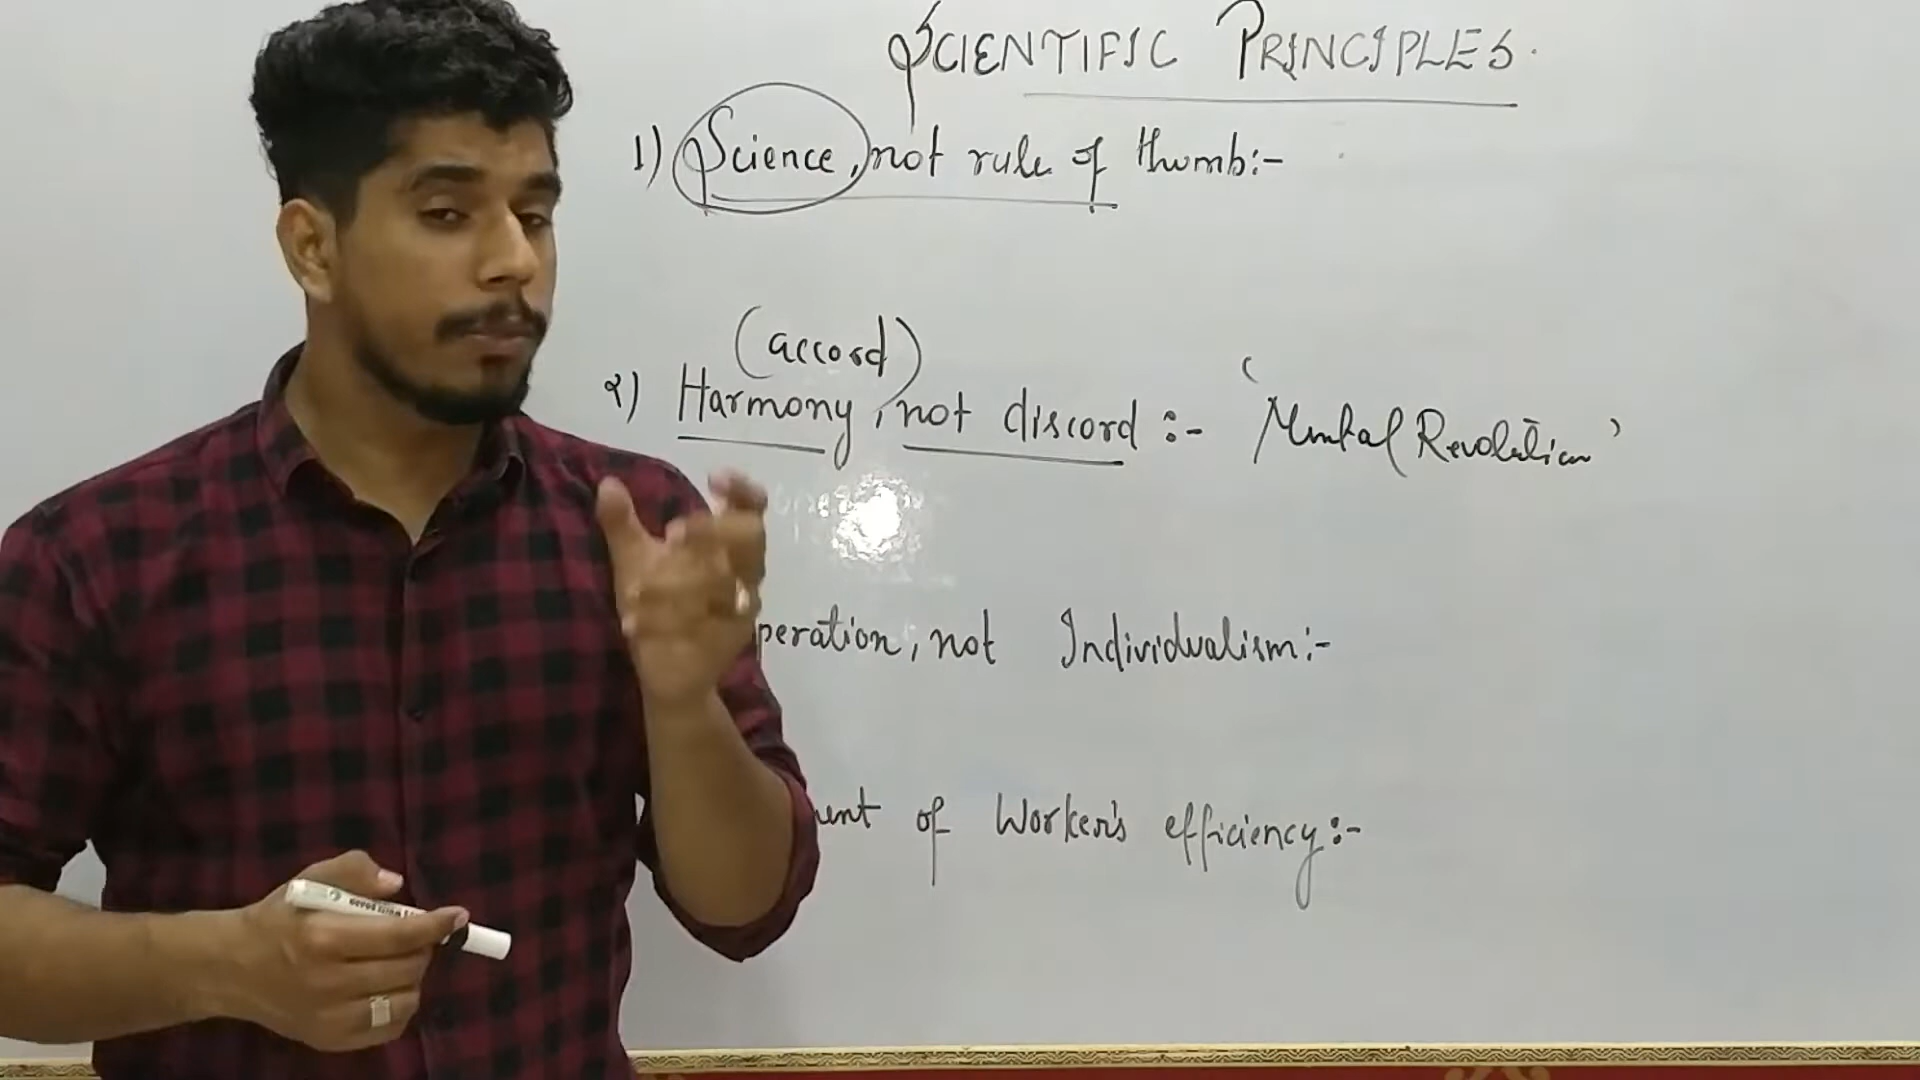 SCIENTIFIC PRINCIPLES.
1) Science, not rule of thumb:-
(accord)
2) Harmony, not discord :- 'Mental Revolution'
peration, not Individualism:-
ent of Worker's efficiency:-